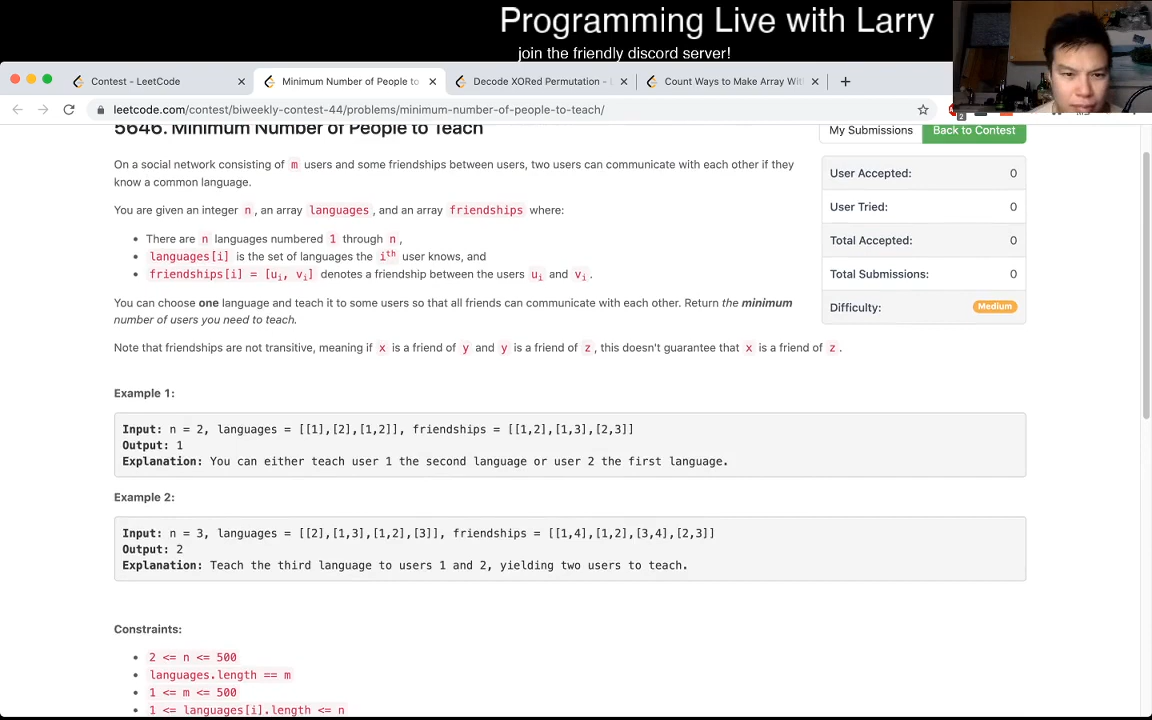 Programming Live with Larry
join the friendly discord server!
Contest - LeetCode
Minimum Number of People to
Decode XORed Permutation -
Count Ways to Make Array Wit
leetcode.com/contest/biweekly-contest-44/problems/minimum-number-of-people-to-teach/
2
5646. Minimum Number of People to Teach
My Submissions
Back to Contest
On a social network consisting of m users and some friendships between users, two users can communicate with each other if they
know a common language.
You are given an integer n, an array languages, and an array friendships where:
• There are n languages numbered 1 through n,
• languages[i] is the set of languages the ith user knows, and
• friendships[i] = [ui, vi] denotes a friendship between the users ui and vi.
You can choose one language and teach it to some users so that all friends can communicate with each other. Return the minimum
number of users you need to teach.
Note that friendships are not transitive, meaning if x is a friend of y and y is a friend of z, this doesn't guarantee that x is a friend of z.
User Accepted: 0
User Tried: 0
Total Accepted: 0
Total Submissions: 0
Difficulty: Medium
Example 1:
Input: n = 2, languages = [[1],[2],[1,2]], friendships = [[1,2],[1,3],[2,3]]
Output: 1
Explanation: You can either teach user 1 the second language or user 2 the first language.
Example 2:
Input: n = 3, languages = [[2],[1,3],[1,2],[3]], friendships = [[1,4],[1,2],[3,4],[2,3]]
Output: 2
Explanation: Teach the third language to users 1 and 2, yielding two users to teach.
Constraints:
• 2 <= n <= 500
• languages.length == m
• 1 <= m <= 500
• 1 <= languages[i].length <= n